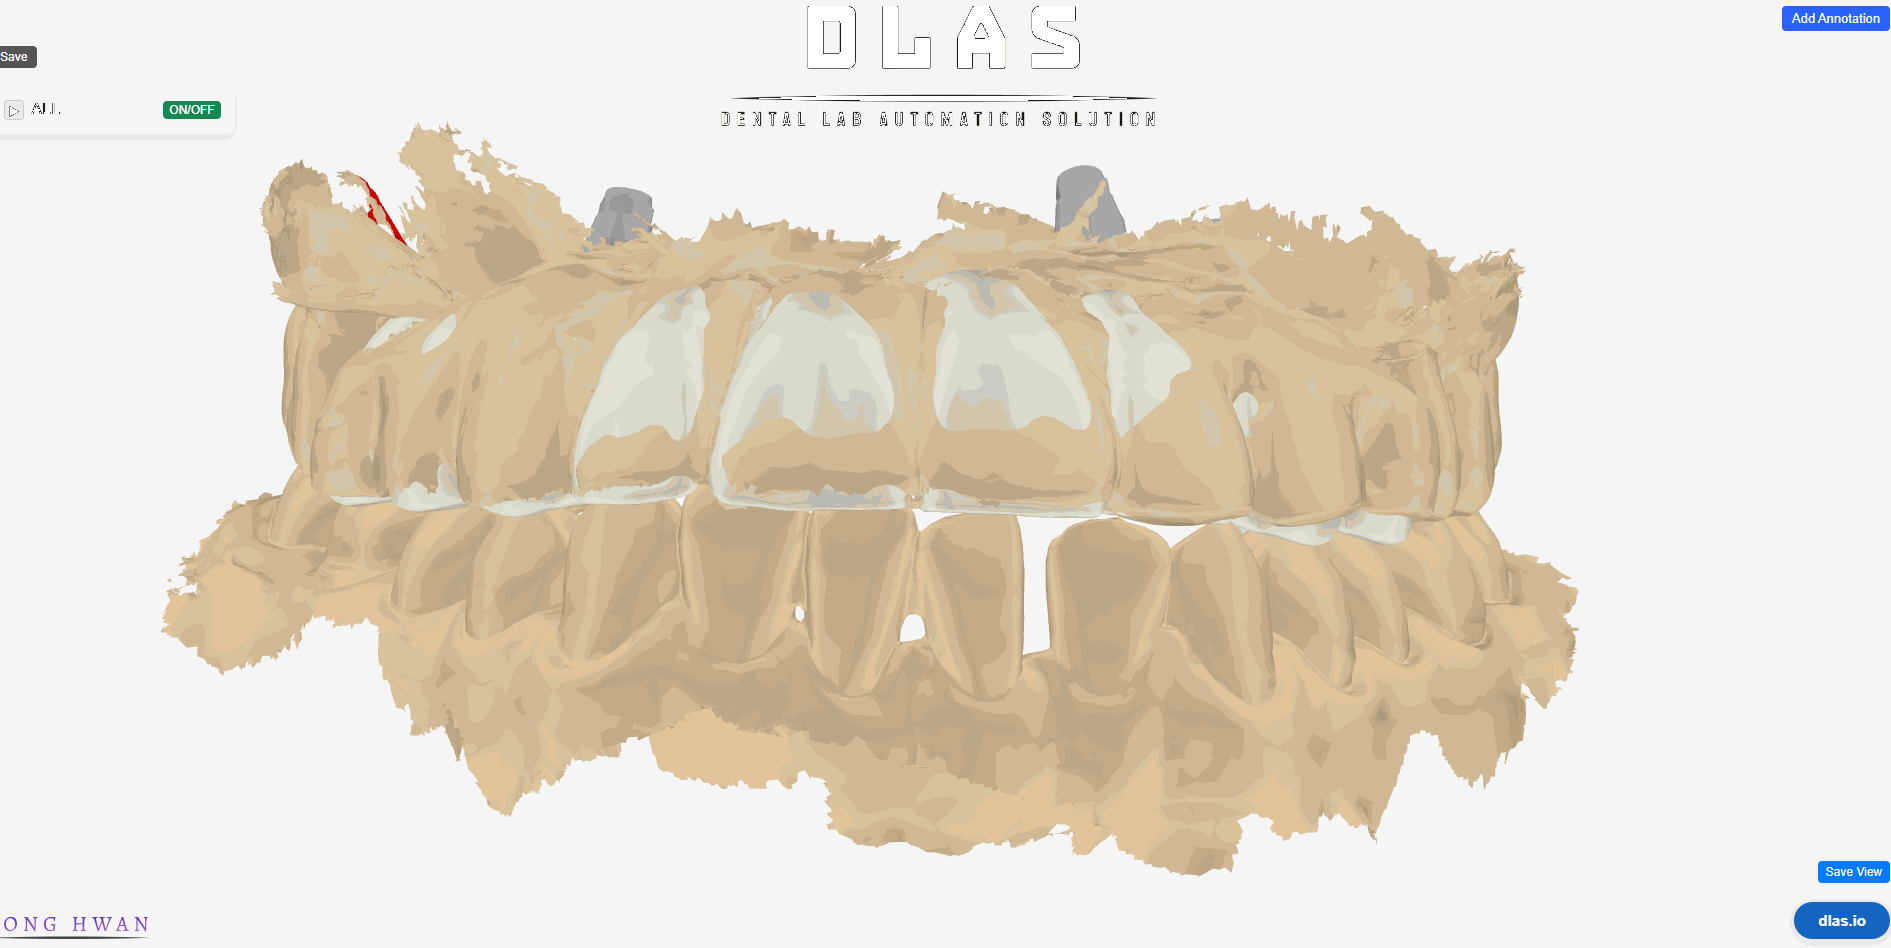 DLAS
Add Annotation
Save
ALL
ON/OFF
DENTAL LAB AUTOMATION SOLUTION
Save View
dlas.io
ONG HWAN